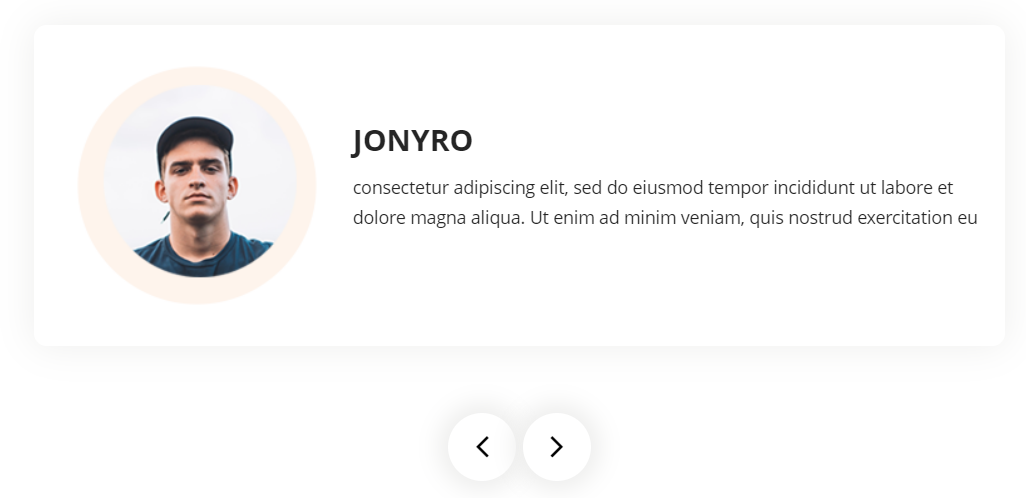 JONYRO
consectetur adipiscing elit, sed do eiusmod tempor incididunt ut labore et
dolore magna aliqua. Ut enim ad minim veniam, quis nostrud exercitation eu